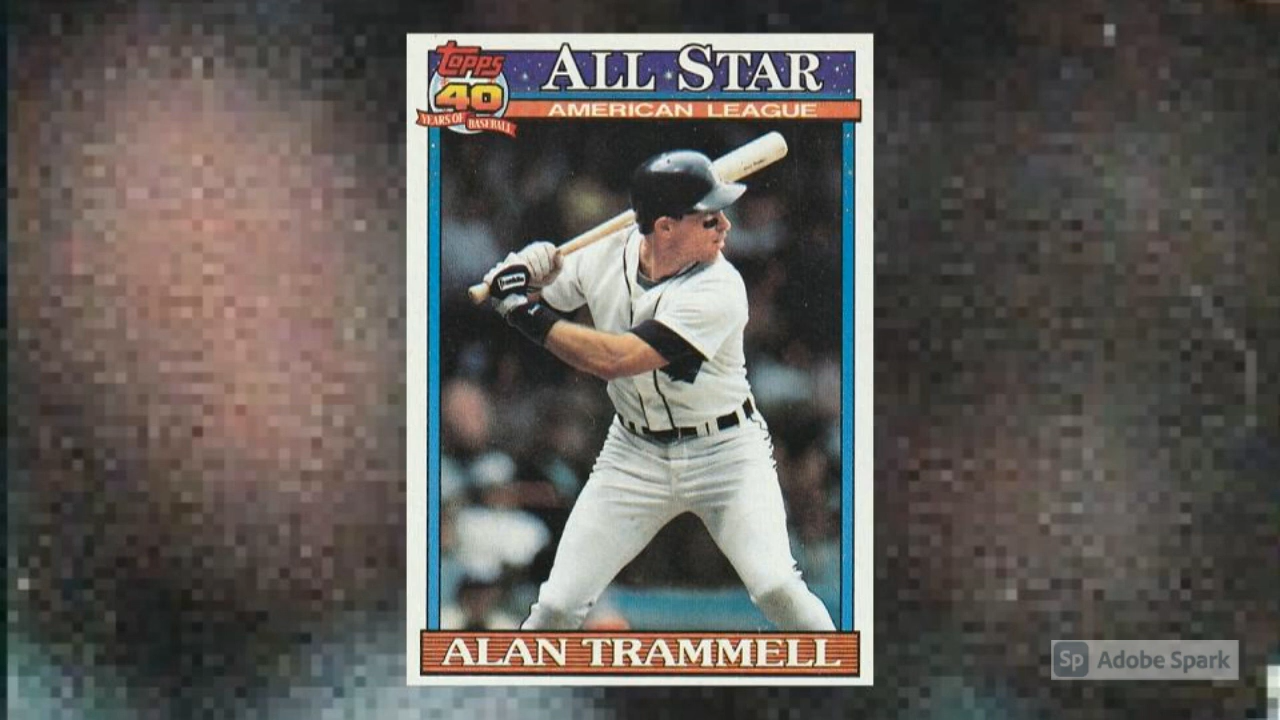 Topps
40
YEARS OF BASEBALL
ALL STAR
AMERICAN LEAGUE
ALAN TRAMMELL
Sp Adobe Spark